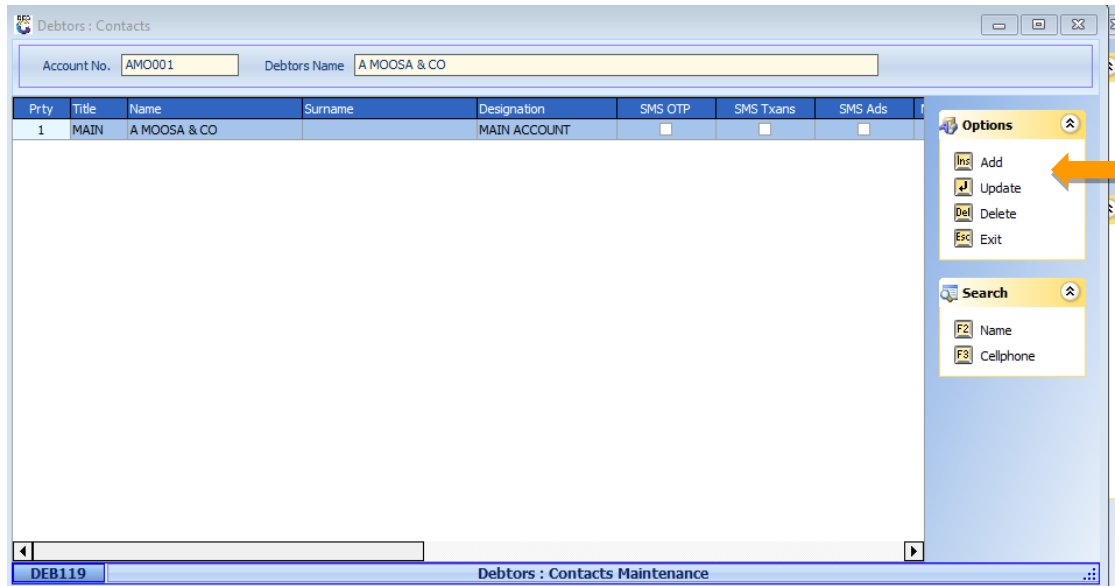 Debtors : Contacts
Account No. AMO001 Debtors Name A MOOSA & CO
Prty Title Name Surname Designation SMS OTP SMS Txans SMS Ads
1 MAIN A MOOSA & CO MAIN ACCOUNT
Options
Ins Add
Update
Del Delete
Esc Exit
Search
F2 Name
F3 Cellphone
DEB119 Debtors : Contacts Maintenance